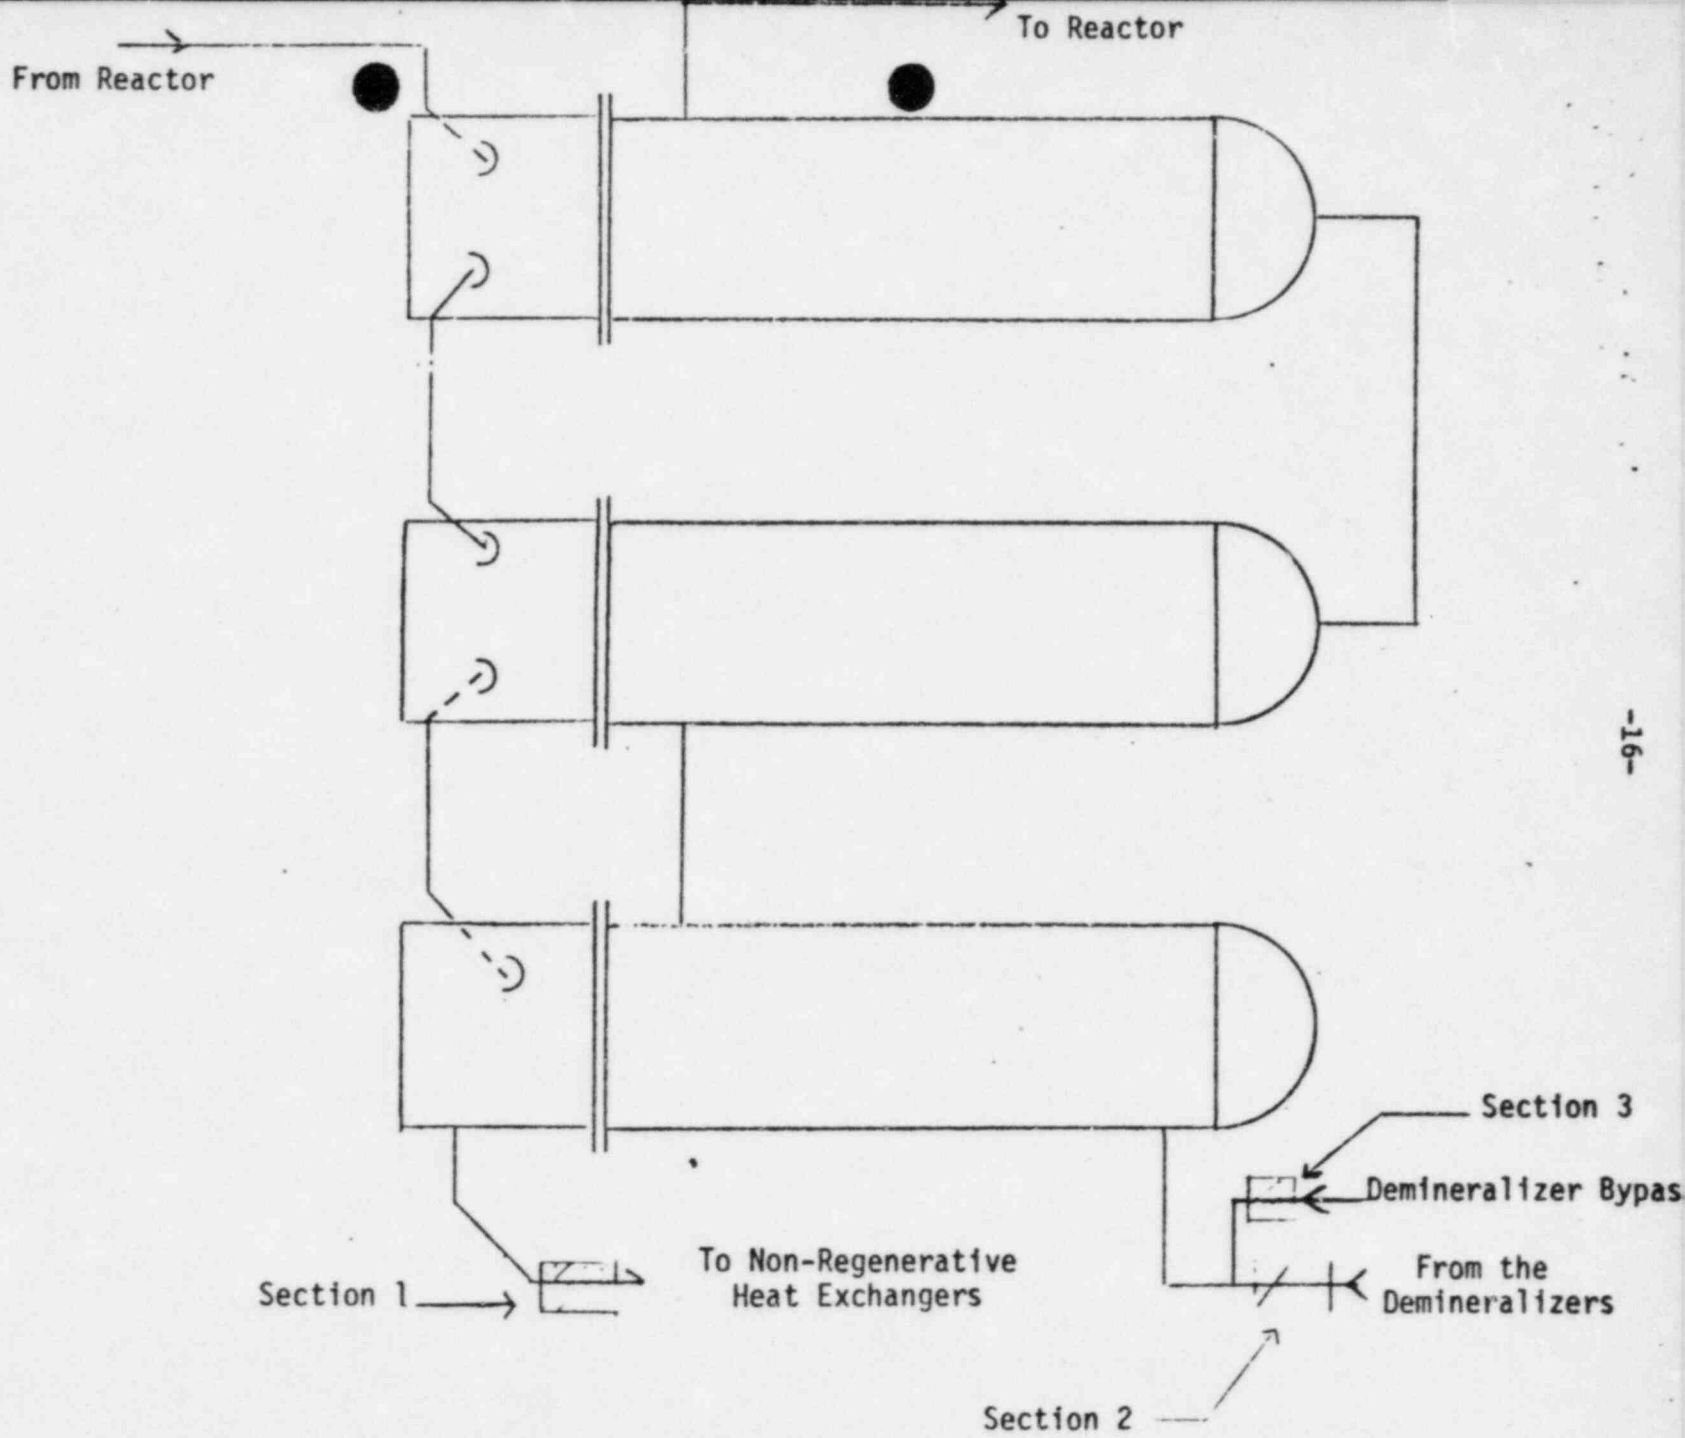 To Reactor
From Reactor
-16-
Section 3
Demineralizer Bypas
To Non-Regenerative
Heat Exchangers
From the
Demineralizers
Section 1
Section 2